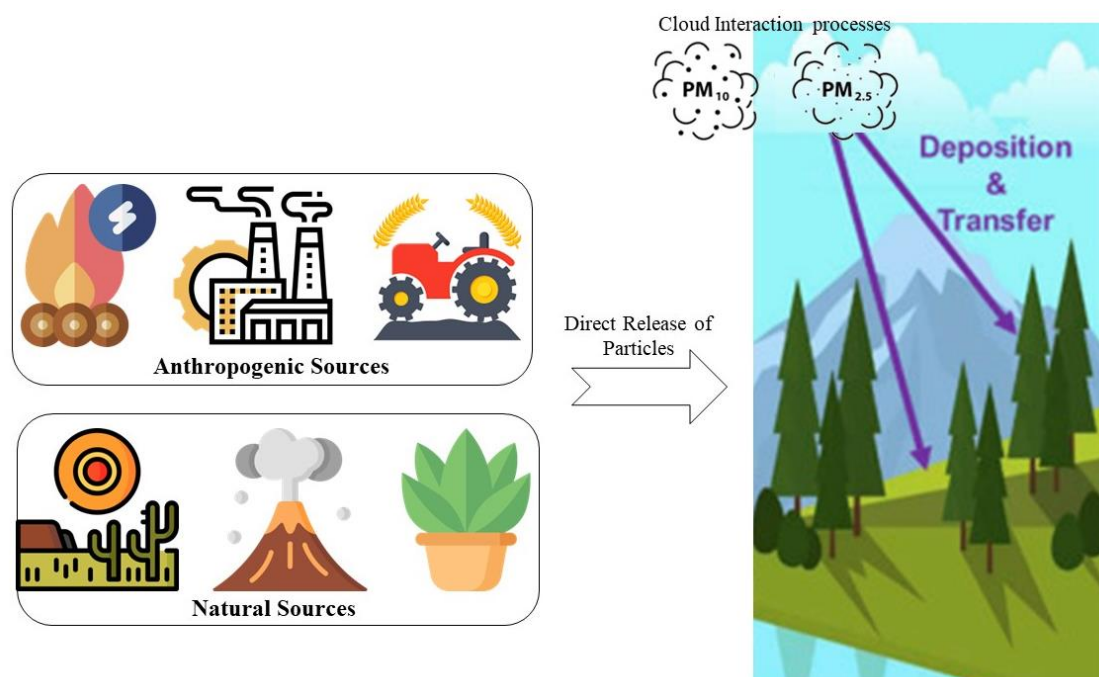 Cloud Interaction processes
PM10
PM2.5
Deposition
&
Transfer
Anthropogenic Sources
Direct Release of
Particles
Natural Sources